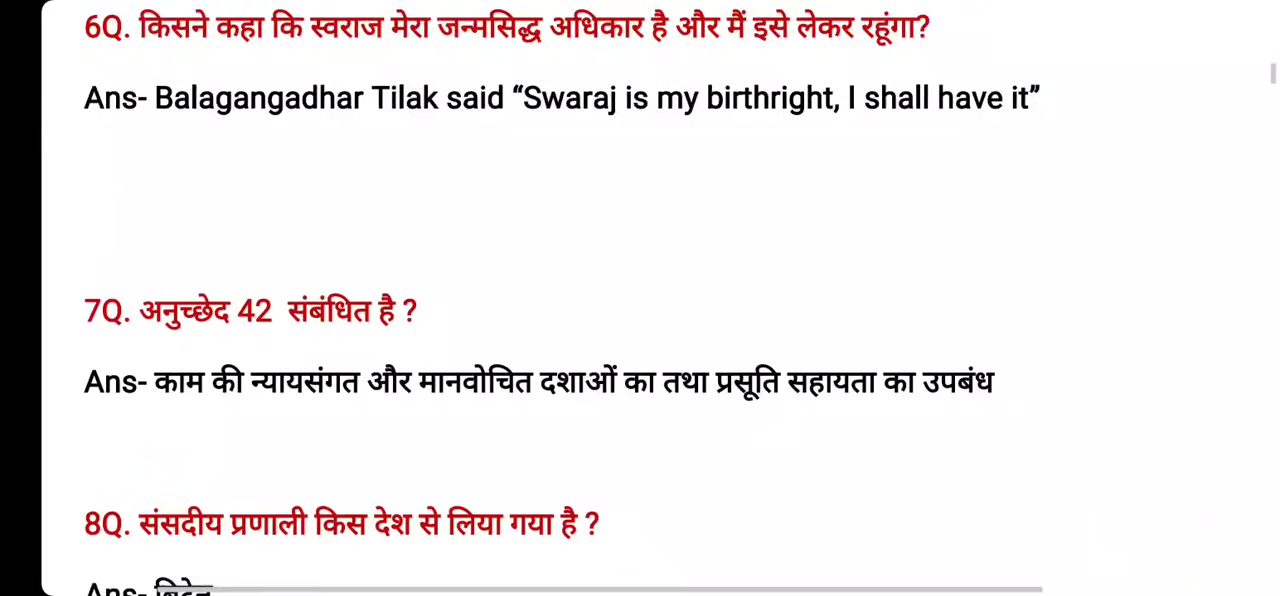 6Q. किसने कहा कि स्वराज मेरा जन्मसिद्ध अधिकार है और मैं इसे लेकर रहूंगा?
Ans- Balagangadhar Tilak said “Swaraj is my birthright, I shall have it”
7Q. अनुच्छेद 42 संबंधित है ?
Ans- काम की न्यायसंगत और मानवोचित दशाओं का तथा प्रसूति सहायता का उपबंध
8Q. संसदीय प्रणाली किस देश से लिया गया है ?
Ans- ब्रिटेन